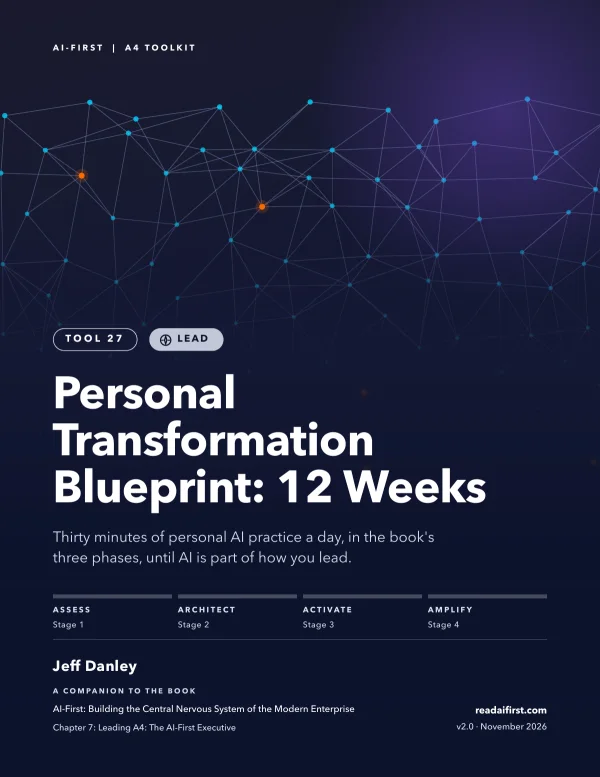 AI-FIRST | A4 TOOLKIT
TOOL 27
LEAD
Personal
Transformation
Blueprint: 12 Weeks
Thirty minutes of personal AI practice a day, in the book's
three phases, until AI is part of how you lead.
ASSESS
Stage 1
ARCHITECT
Stage 2
ACTIVATE
Stage 3
AMPLIFY
Stage 4
Jeff Danley
A COMPANION TO THE BOOK
AI-First: Building the Central Nervous System of the Modern Enterprise
Chapter 7: Leading A4: The AI-First Executive
readaifirst.com
v2.0 · November 2026